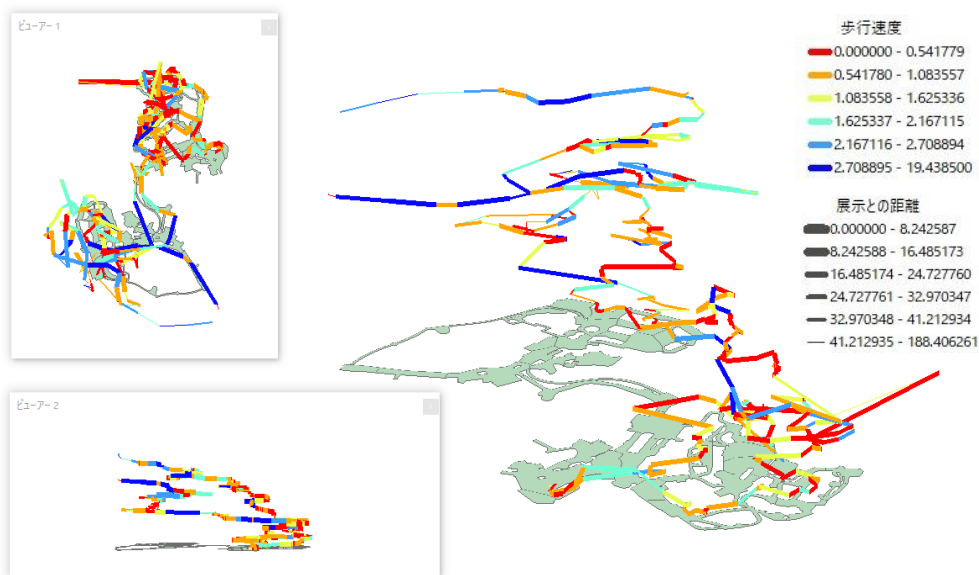 ビューアー 1
歩行速度
0.000000 - 0.541779
0.541780 - 1.083557
1.083558 - 1.625336
1.625337 - 2.167115
2.167116 - 2.708894
2.708895 - 19.438500
展示との距離
0.000000 - 8.242587
8.242588 - 16.485173
16.485174 - 24.727760
24.727761 - 32.970347
32.970348 - 41.212934
41.212935 - 188.406261
ビューアー 2